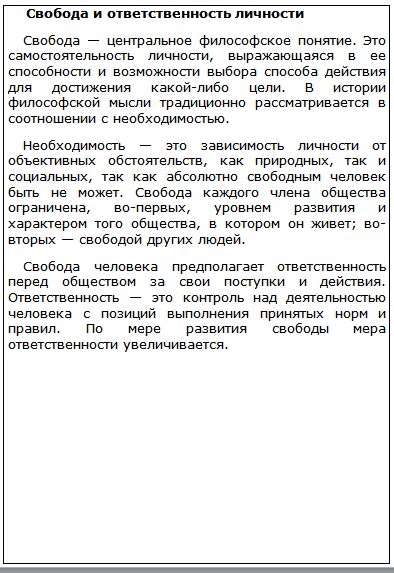 Свобода и ответственность личности
Свобода — центральное философское понятие. Это
самостоятельность личности, выражающаяся в ее
способности и возможности выбора способа действия
для достижения какой-либо цели. В истории
философской мысли традиционно рассматривается в
соотношении с необходимостью.
Необходимость — это зависимость личности от
объективных обстоятельств, как природных, так и
социальных, так как абсолютно свободным человек
быть не может. Свобода каждого члена общества
ограничена, во-первых, уровнем развития и
характером того общества, в котором он живет; во-
вторых — свободой других людей.
Свобода человека предполагает ответственность
перед обществом за свои поступки и действия.
Ответственность — это контроль над деятельностью
человека с позиций выполнения принятых норм и
правил. По мере развития свободы мера
ответственности увеличивается.